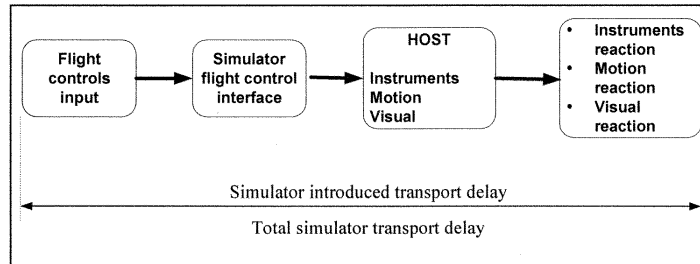 Flight
controls
input
Simulator
flight control
interface
HOST
Instruments
Motion
Visual
• Instruments
reaction
• Motion
reaction
• Visual
reaction
Simulator introduced transport delay
Total simulator transport delay